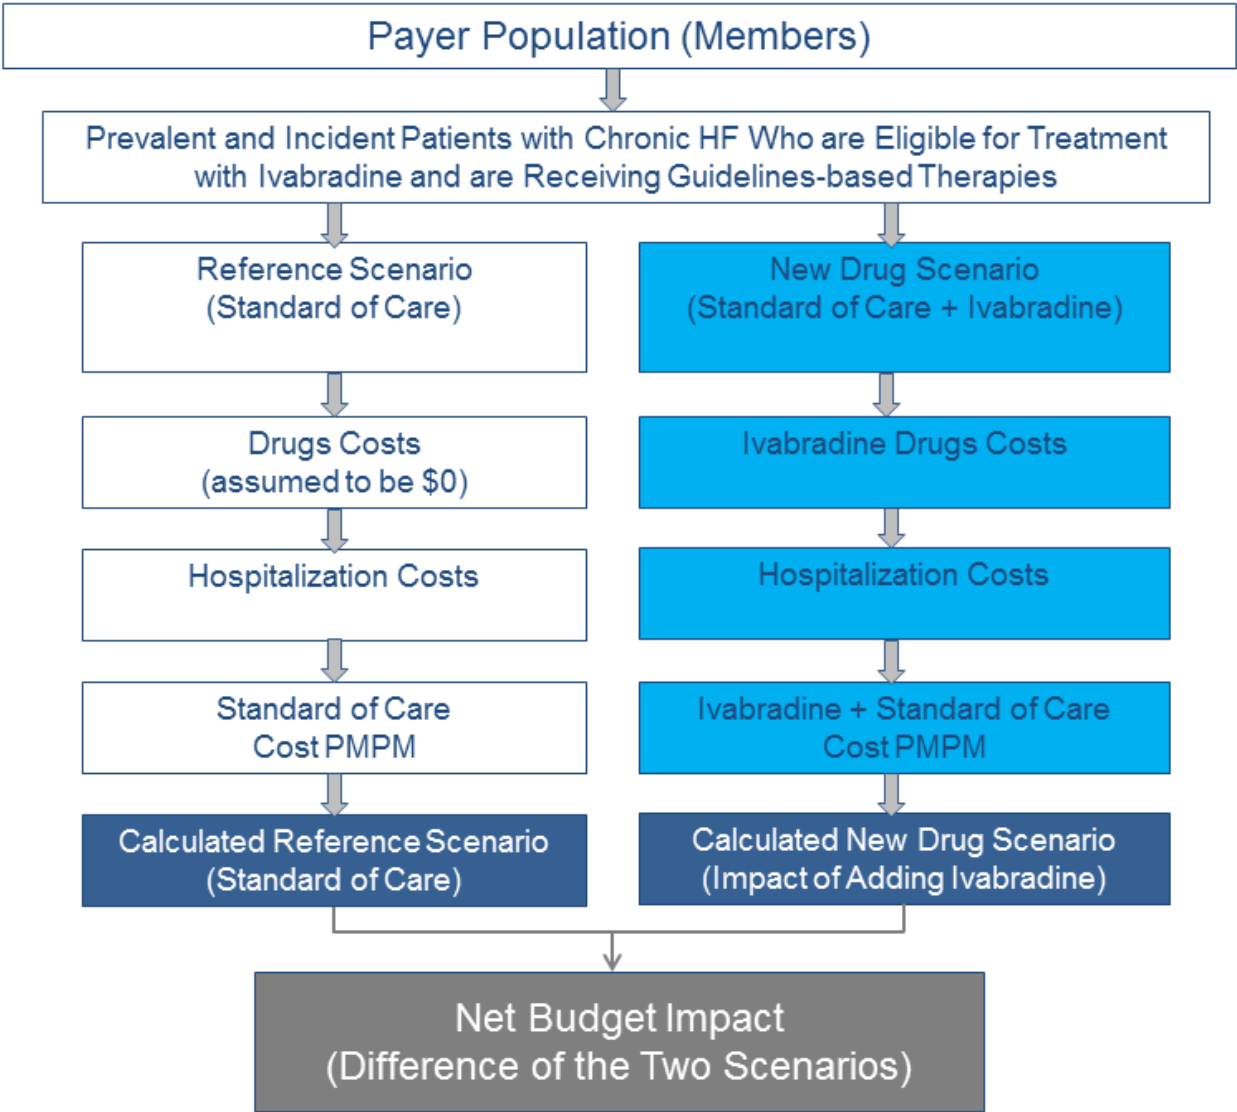 Payer Population (Members)
Prevalent and Incident Patients with Chronic HF Who are Eligible for Treatment
with Ivabradine and are Receiving Guidelines-based Therapies
Reference Scenario
(Standard of Care)
New Drug Scenario
(Standard of Care + Ivabradine)
Drugs Costs
(assumed to be $0)
Ivabradine Drugs Costs
Hospitalization Costs
Hospitalization Costs
Standard of Care
Cost PMPM
Ivabradine + Standard of Care
Cost PMPM
Calculated Reference Scenario
(Standard of Care)
Calculated New Drug Scenario
(Impact of Adding Ivabradine)
Net Budget Impact
(Difference of the Two Scenarios)